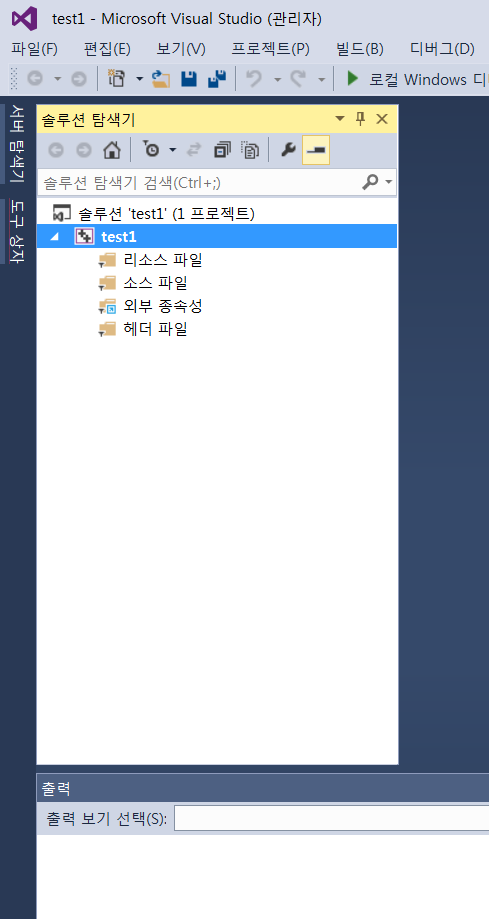 test1 - Microsoft Visual Studio (관리자)
파일(F) 편집(E) 보기(V) 프로젝트(P) 빌드(B) 디버그(D)
로컬 Windows 디
서버 탐색기
도구 상자
솔루션 탐색기
솔루션 탐색기 검색(Ctrl+;)
솔루션 'test1' (1 프로젝트)
test1
리소스 파일
소스 파일
외부 종속성
헤더 파일
출력
출력 보기 선택(S):